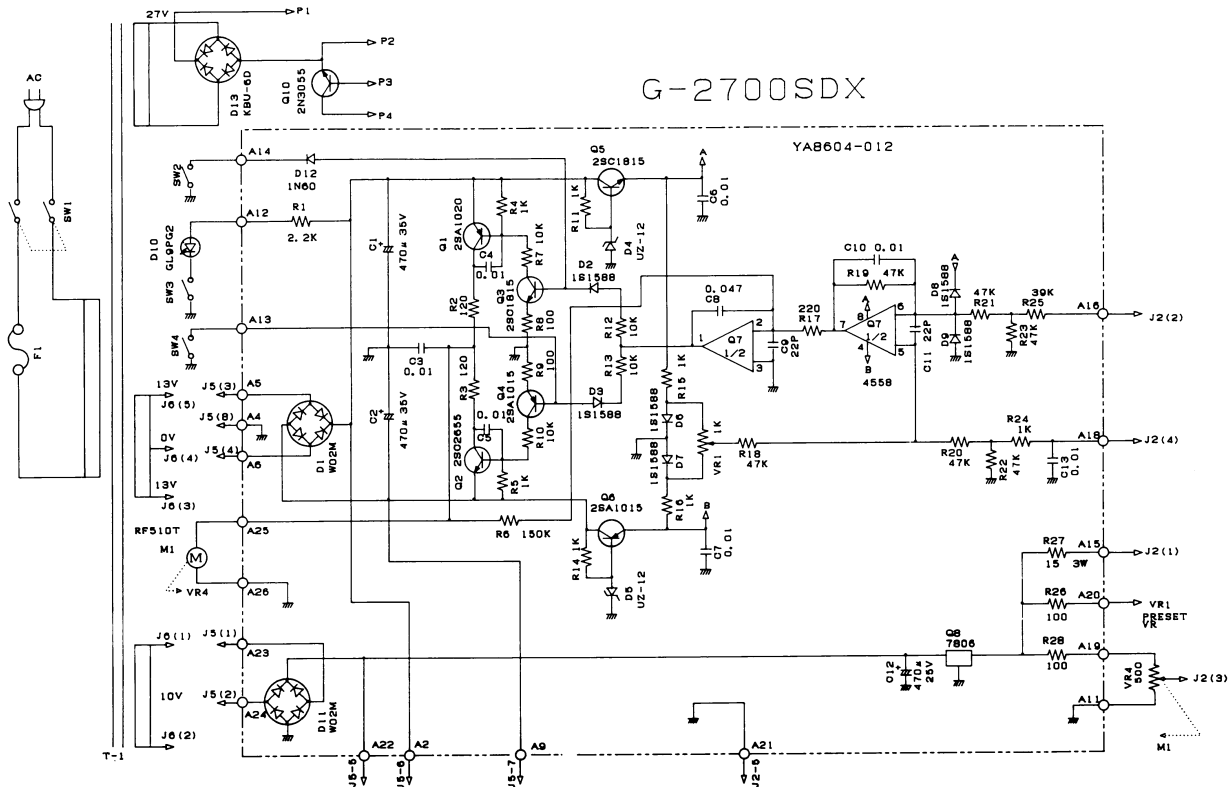 27V
P1
P2
P3
P4
AC
D13
KBU-6D
Q10
2N3055
G-2700SDX
YA8604-012
SW1
F1
T-1
SW2
A14
D12
1N60
D10
GL9PG2
A12
R1
2.2K
SW3
SW4
A13
C1
470µ 35V
C2
470µ 35V
C3
0.01
Q1
2SA1020
R4
1K
R7
10K
C4
0.01
Q3
2SC1815
R2
120
R8
100
R3
120
R9
100
Q4
2SA1015
C5
0.01
R10
10K
Q2
2SC2655
R5
1K
Q5
2SC1815
R11
1K
D4
UZ-12
A
C6
0.01
D2
1S1588
R12
10K
R13
10K
D3
1S1588
0.047
C8
1
2
3
Q7
1/2
C9
22P
220
R17
C10 0.01
R19
47K
A
8
7
6
5
4
Q7
1/2
B
4558
C11
22P
A
D8
1S1588
D9
1S1588
47K
R21
39K
R25
R23
47K
A16
J2(2)
R15
1K
1S1588
D6
1S1588
D7
1K
VR1
R18
47K
R20
47K
R22
47K
R24
1K
C13
0.01
A18
J2(4)
13V
J6(5)
J5(3)
A5
J5(8)
A4
0V
J6(4)
J5(4)
A6
D1
W02M
13V
J6(3)
Q6
2SA1015
R14
1K
R16
1K
B
C7
0.01
D5
UZ-12
A25
R6 150K
RF510T
M1
M
VR4
A26
R27
15 3W
A15
J2(1)
R26
100
A20
VR1
PRESET
VR
Q8
7806
R28
100
A19
VR4
500
J2(3)
A11
M1
C12
470µ
25V
J6(1)
J5(1)
A23
10V
J5(2)
A24
D11
W02M
J6(2)
A22
J5-5
A2
J5-6
A9
J5-7
A21
J2-5